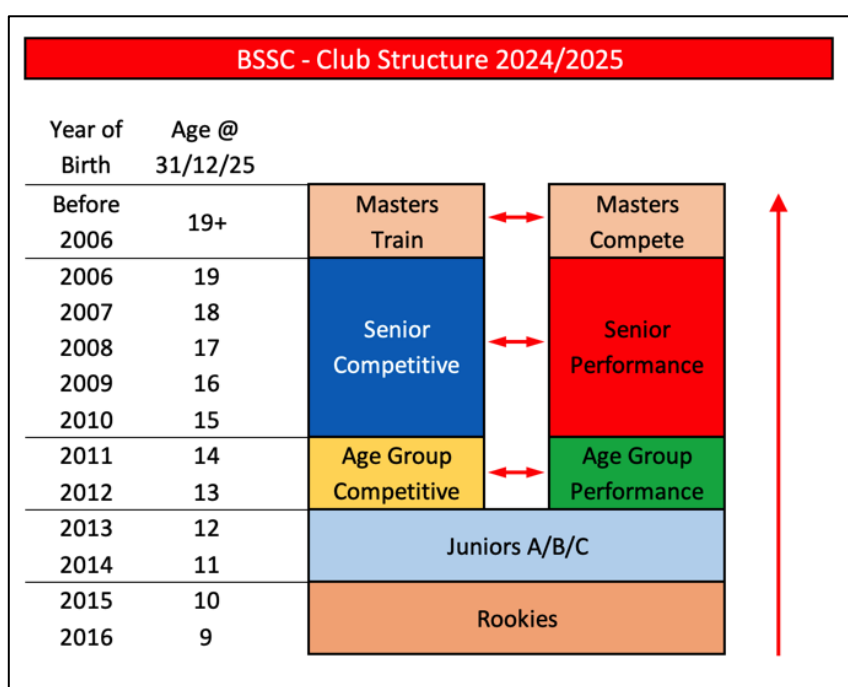 BSSC - Club Structure 2024/2025
Year of Age @
Birth 31/12/25
Before Masters Masters
19+
2006 Train Compete
2006 19
2007 18
2008 17 Senior Senior
2009 16 Competitive Performance
2010 15
2011 14 Age Group Age Group
2012 13 Competitive Performance
2013 12
Juniors A/B/C
2014 11
2015 10
Rookies
2016 9